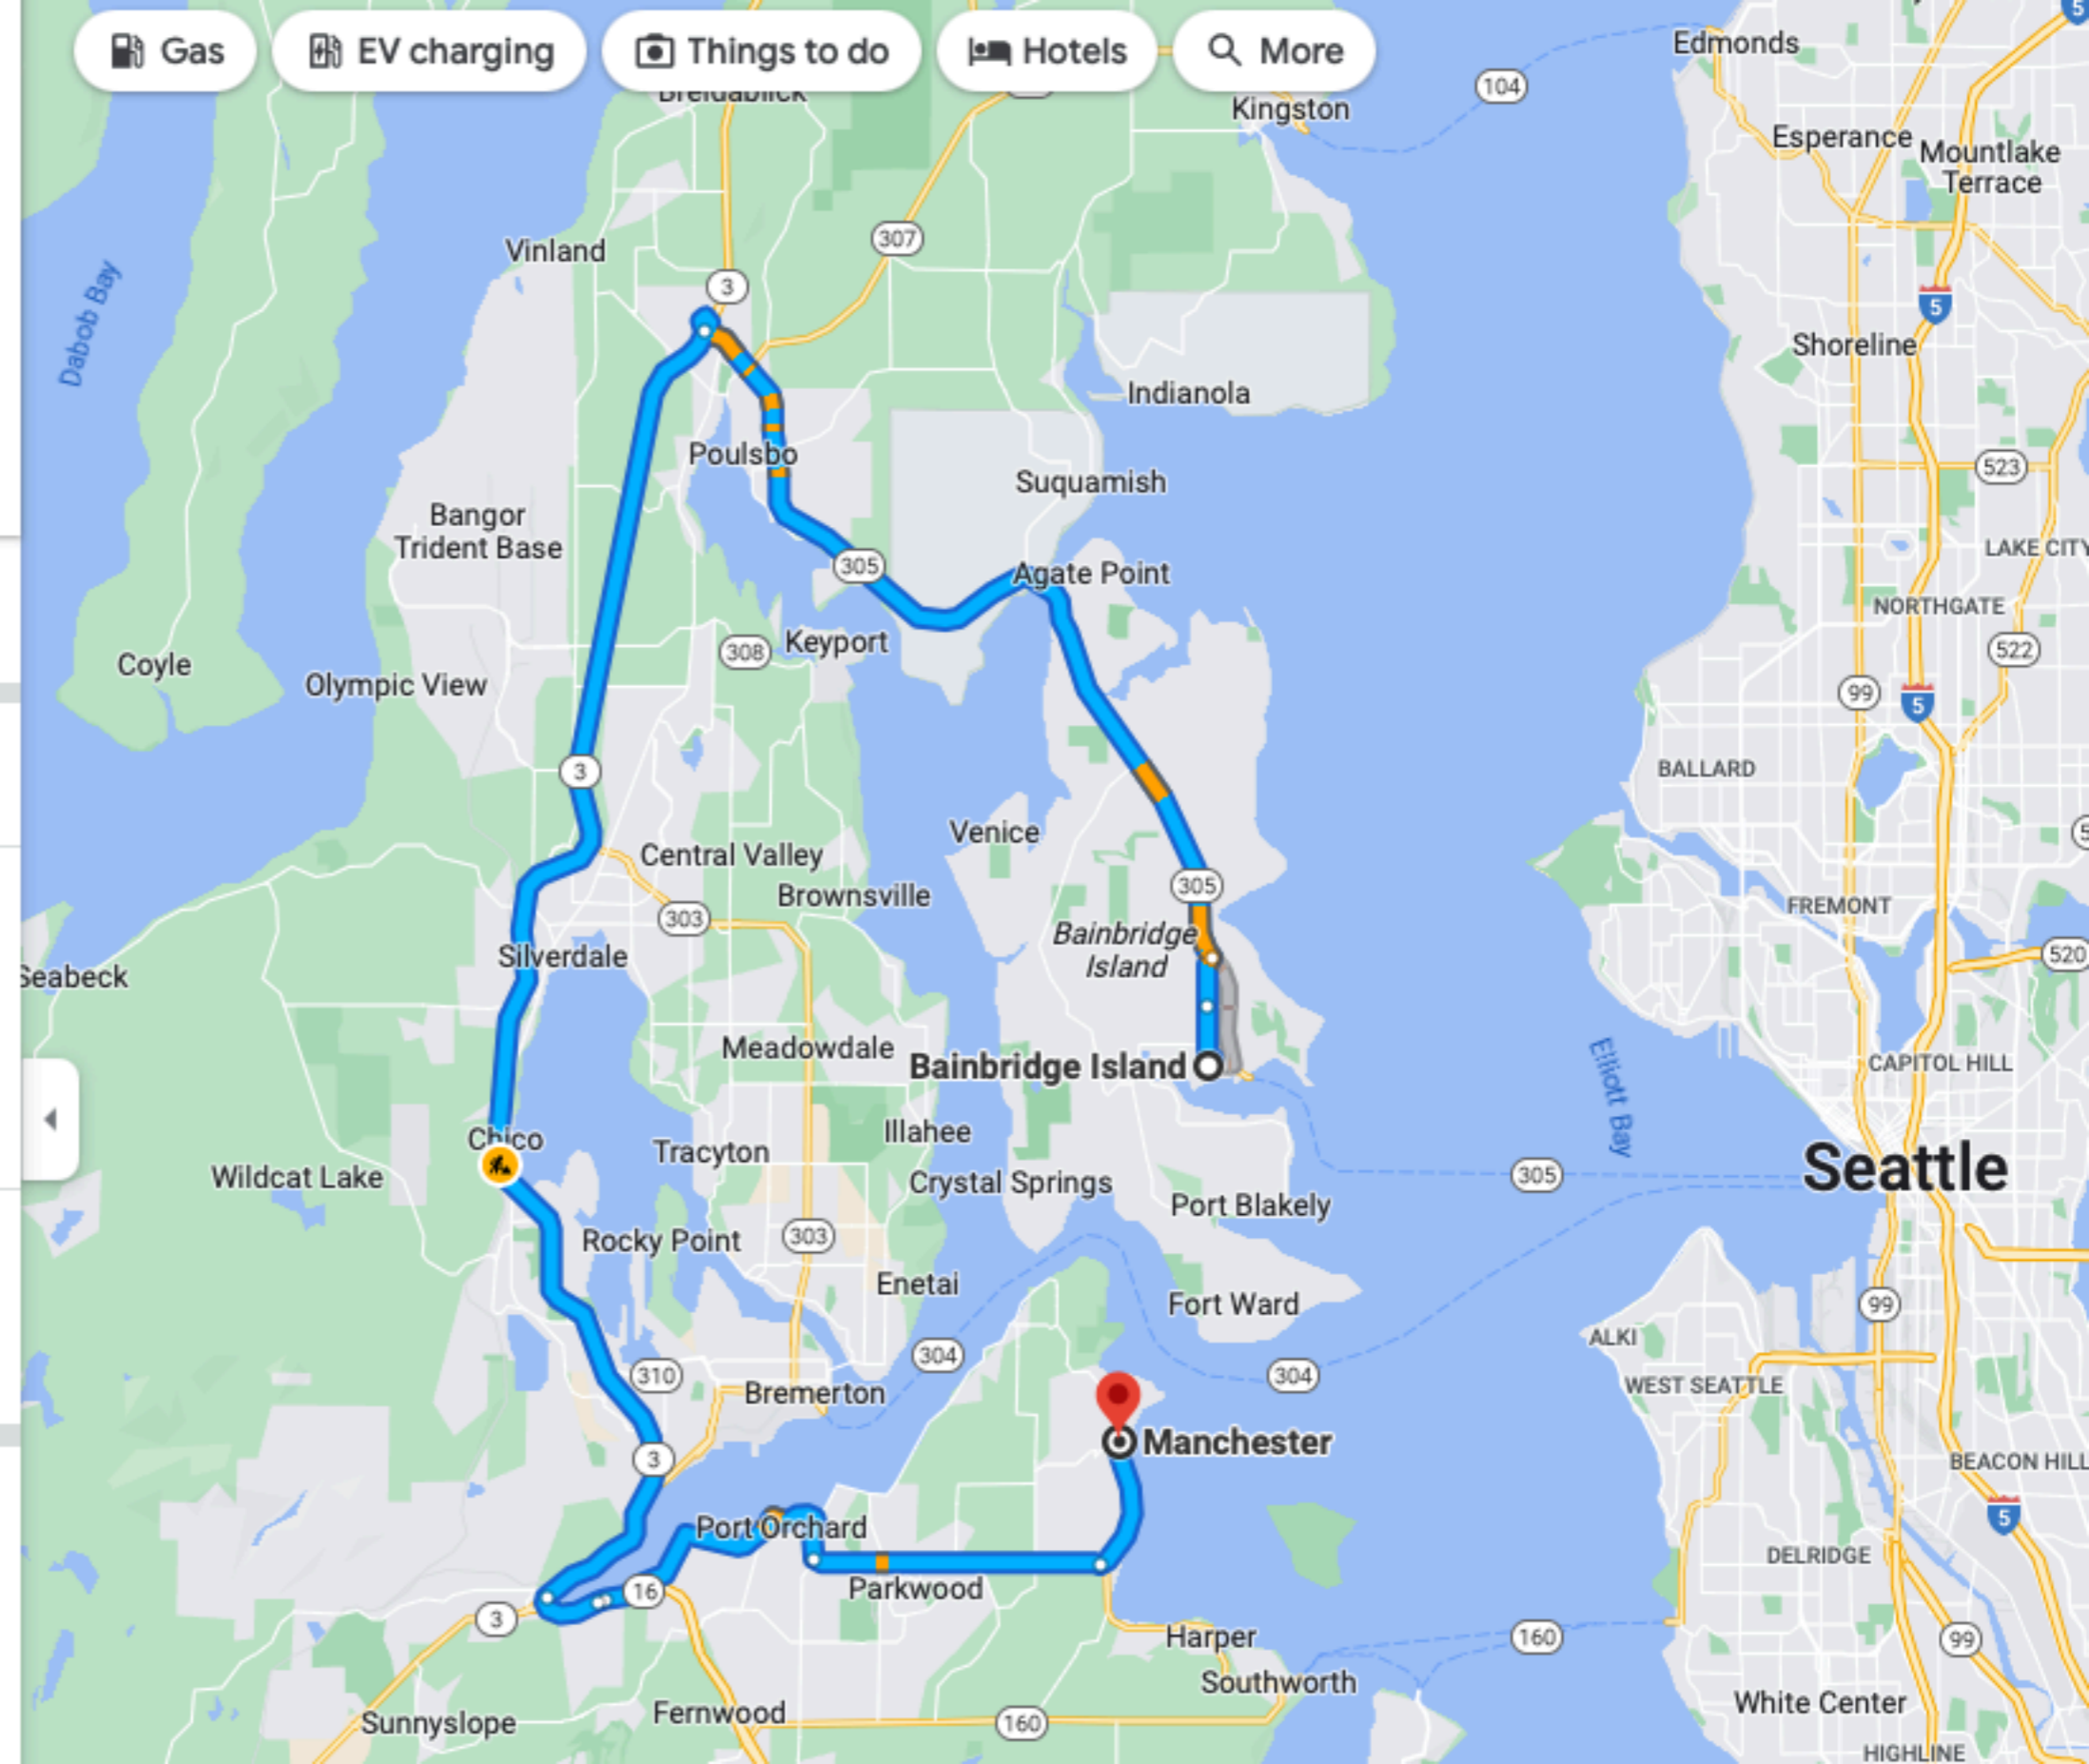 Gas
EV charging
Things to do
Hotels
More
Edmonds
Breidablick
Kingston
104
5
Esperance
Mountlake
Terrace
307
Vinland
3
Dabob Bay
5
Shoreline
Indianola
Poulsbo
523
Suquamish
Bangor
Trident Base
LAKE CITY
305
Agate Point
NORTHGATE
308
Keyport
522
Coyle
Olympic View
99
5
3
BALLARD
Venice
Central Valley
305
Brownsville
FREMONT
303
Bainbridge
Island
Silverdale
520
Seabeck
Meadowdale
Bainbridge Island
CAPITOL HILL
Elliott Bay
Chico
Illahee
Tracyton
Wildcat Lake
Crystal Springs
305
Seattle
Port Blakely
Rocky Point
303
Enetai
Fort Ward
99
ALKI
304
310
304
WEST SEATTLE
Bremerton
Manchester
3
BEACON HILL
5
Port Orchard
DELRIDGE
16
Parkwood
3
Harper
160
99
Southworth
White Center
Fernwood
Sunnyslope
160
HIGHLINE